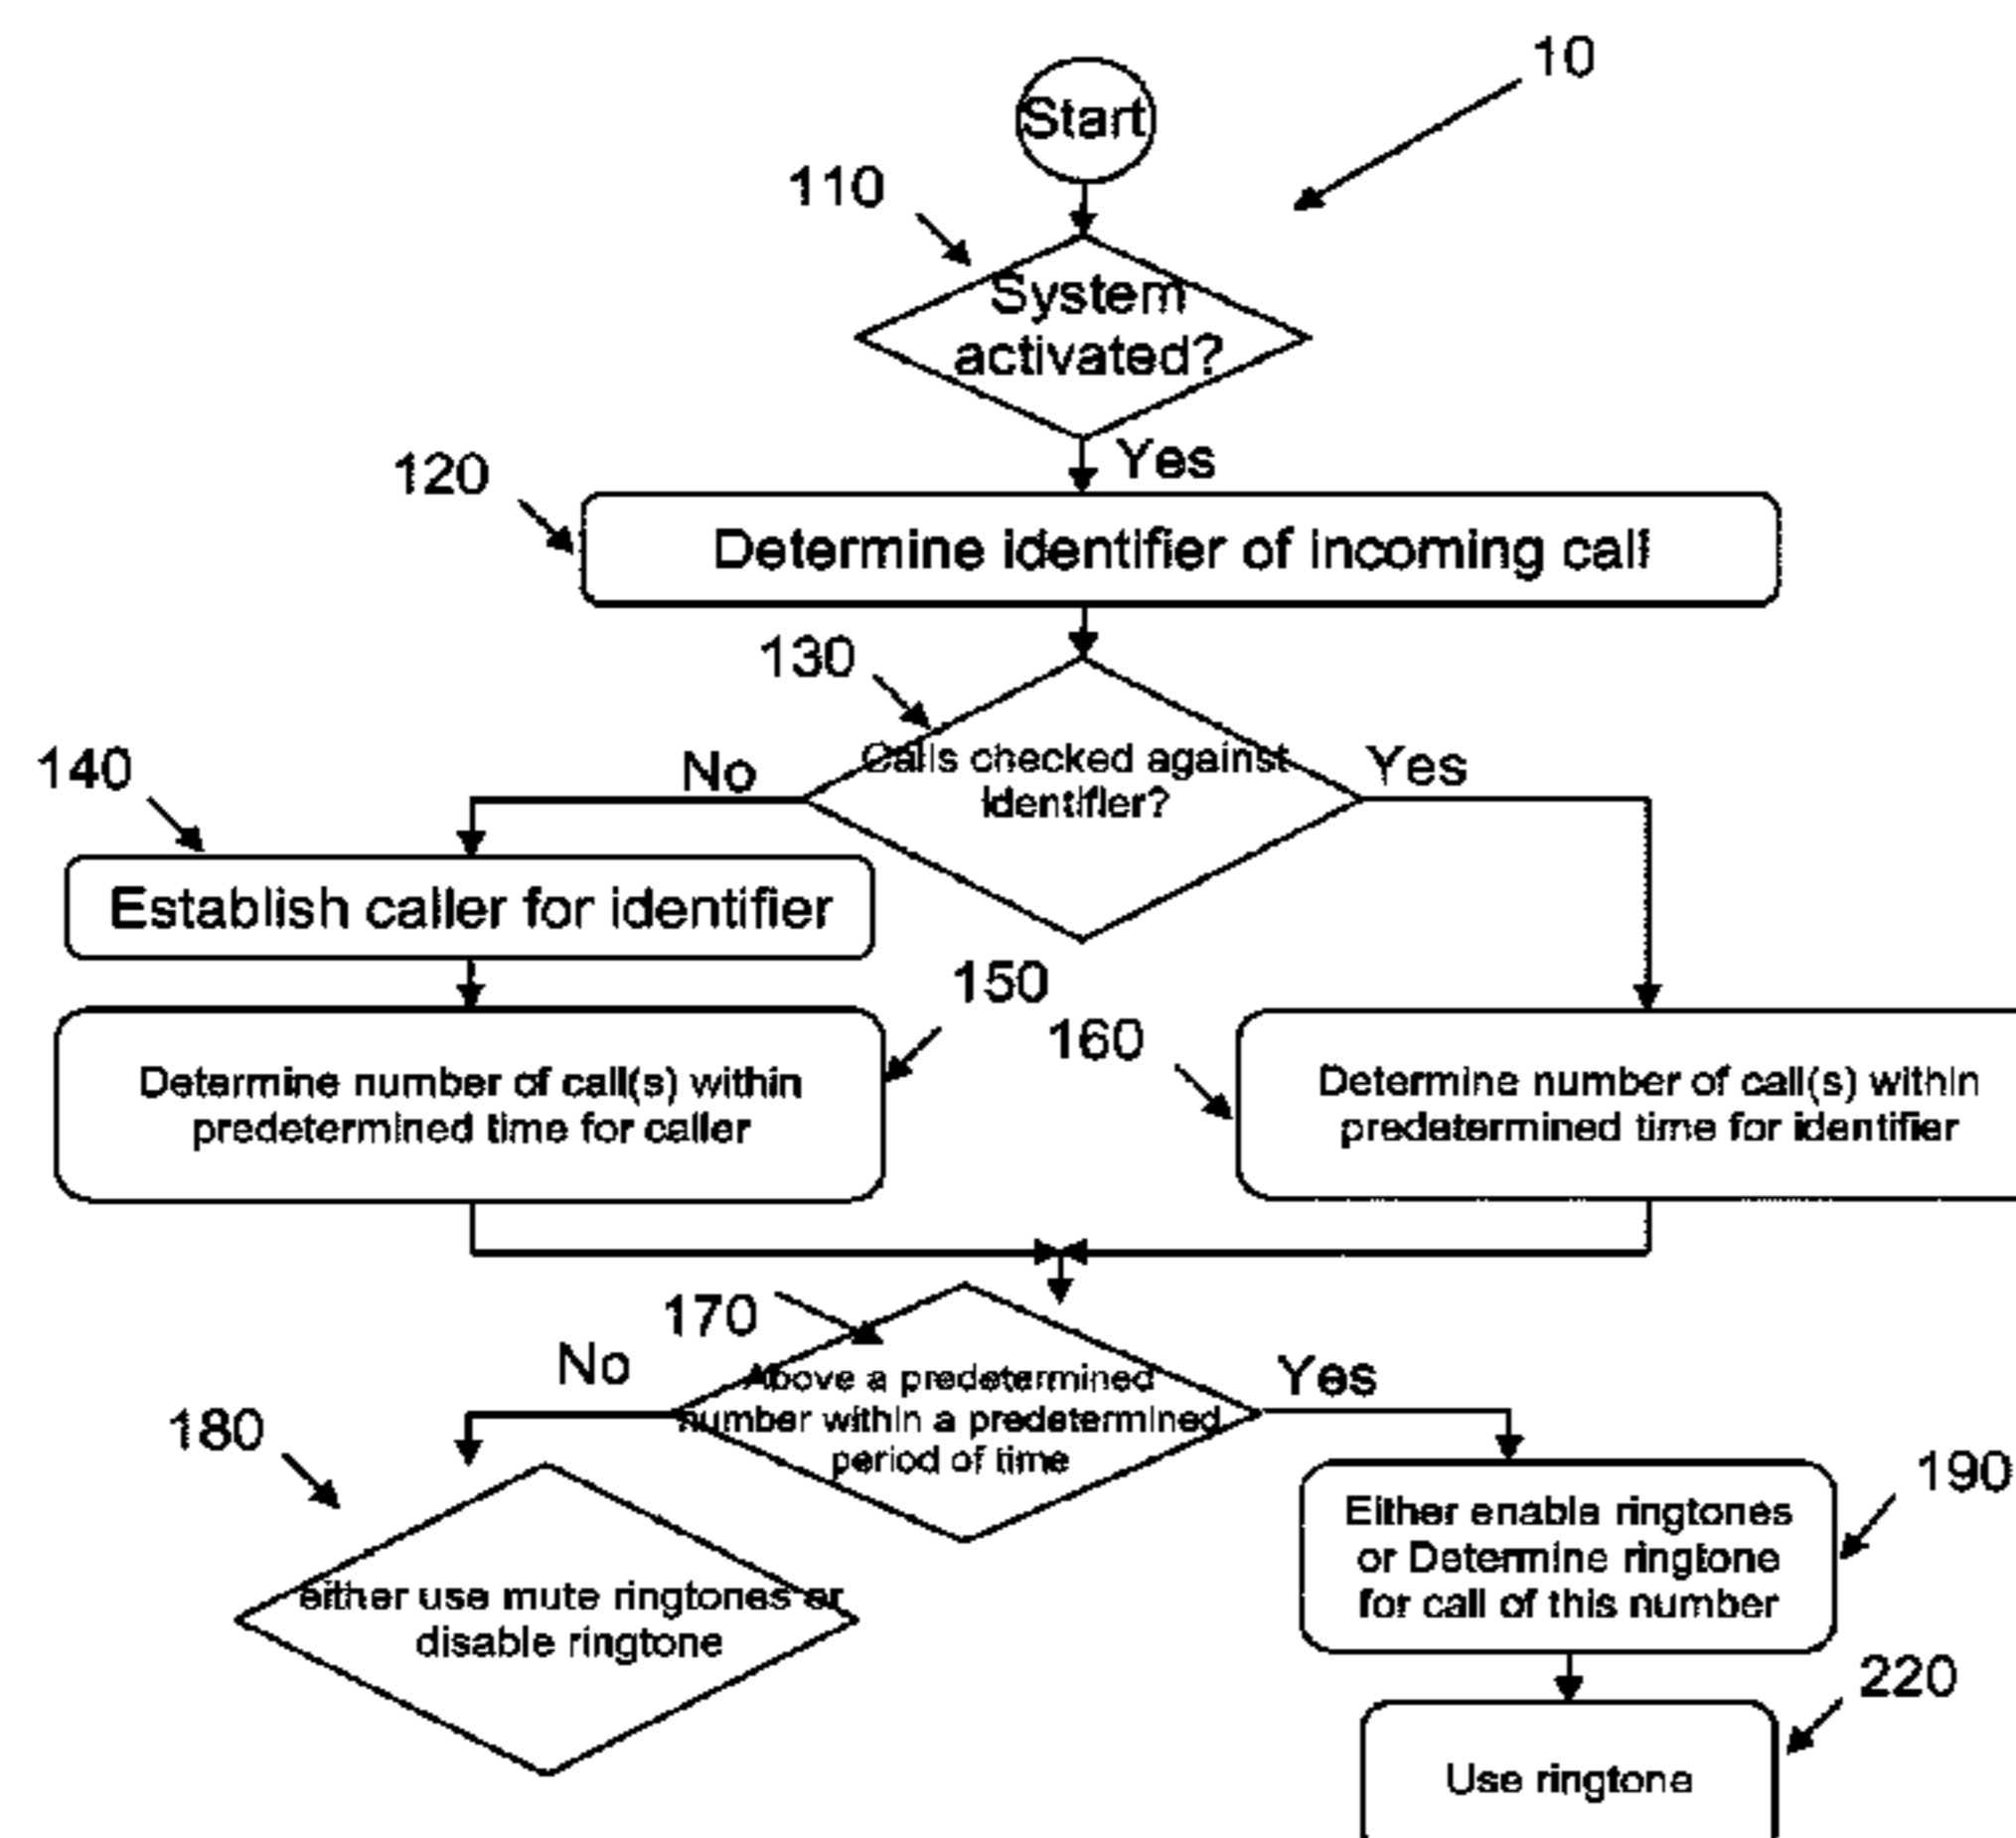 10
Start
110
System
activated?
Yes
120
Determine identifier of incoming call
130
Calls checked against
identifier?
No
Yes
140
Establish caller for identifier
150
160
Determine number of call(s) within
predetermined time for caller
Determine number of call(s) within
predetermined time for identifier
170
No
Above a predetermined
number within a predetermined
period of time
Yes
180
either use mute ringtones or
disable ringtone
190
Either enable ringtones
or Determine ringtone
for call of this number
220
Use ringtone